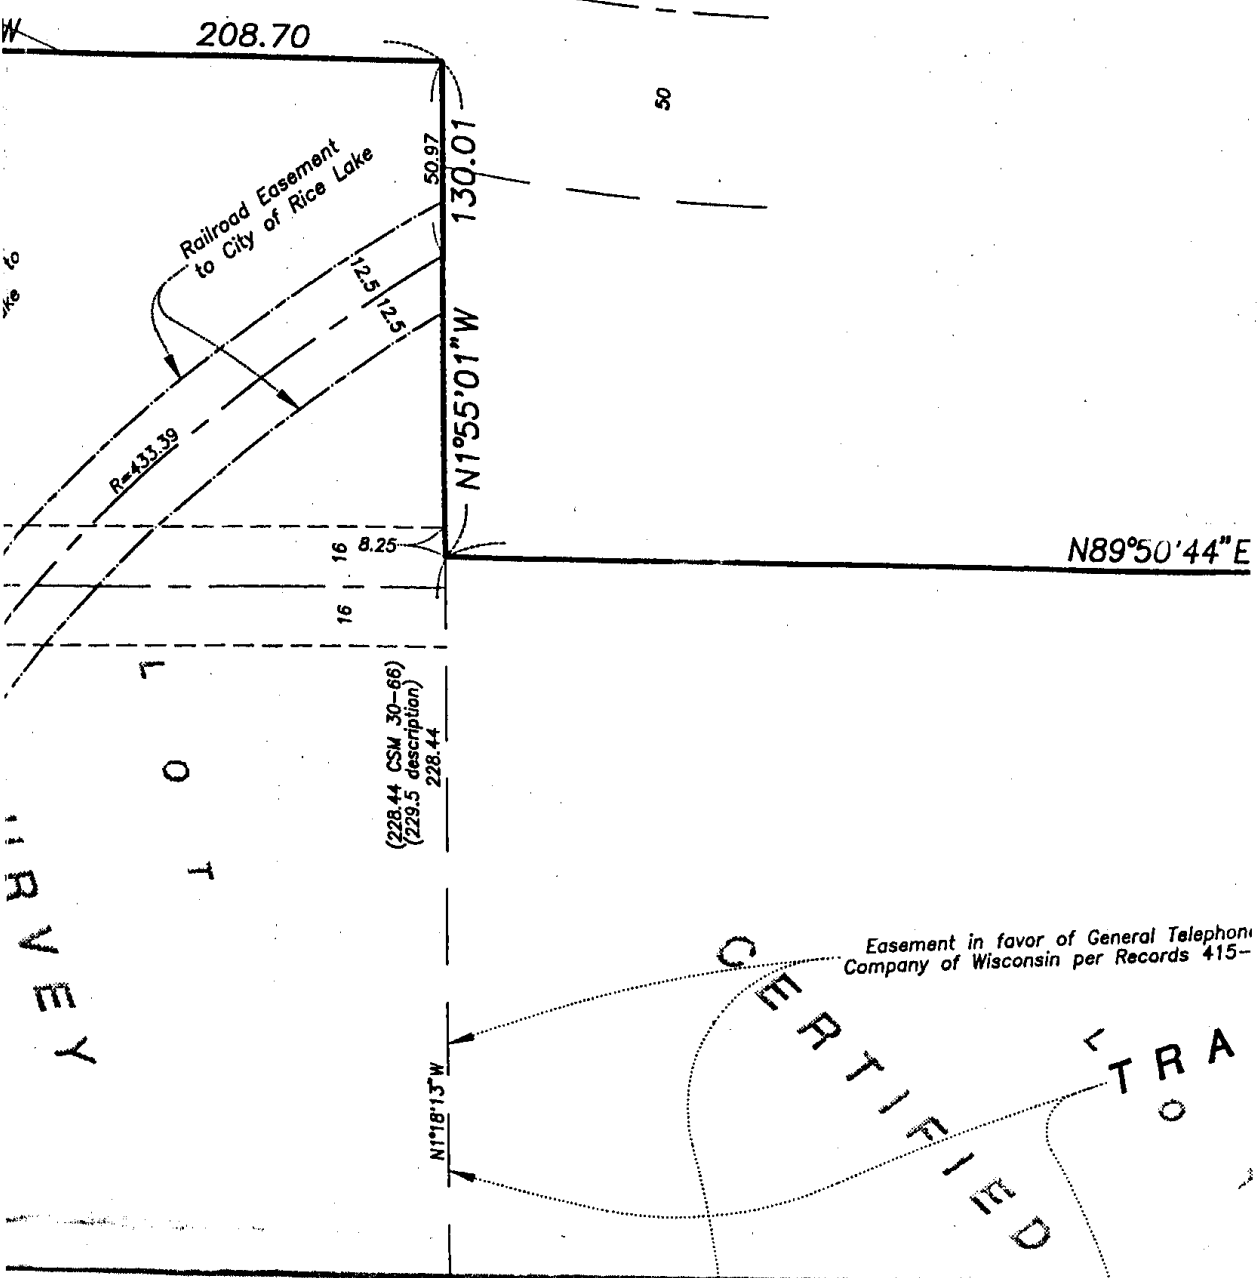 W
208.70
50
50.97
130.01
Railroad Easement
to City of Rice Lake
to
12.5 12.5
N1°55'01"W
R=433.39
16
8.25
N89°50'44"E
16
(228.44 CSM 30-66)
(229.5 description)
228.44
L O T
R V E Y
Easement in favor of General Telephon
Company of Wisconsin per Records 415-
C E R T I F I E D
L O
T R A
N1°18'13"W